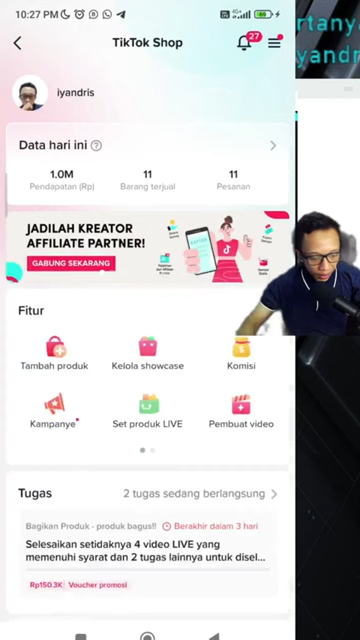 10:27 PM
4G+
TikTok Shop
27
iyandris
Data hari ini
1.0M
11
11
Pendapatan (Rp)
Barang terjual
Pesanan
JADILAH KREATOR
AFFILIATE PARTNER!
GABUNG SEKARANG
Fitur
Tambah produk
Kelola showcase
Komisi
Kampanye
Set produk LIVE
Pembuat video
Tugas
2 tugas sedang berlangsung
Bagikan Produk - produk bagus!!
Berakhir dalam 3 hari
Selesaikan setidaknya 4 video LIVE yang
memenuhi syarat dan 2 tugas lainnya untuk disel...
Rp150.3K
Voucher promosi
rtanya
yandri